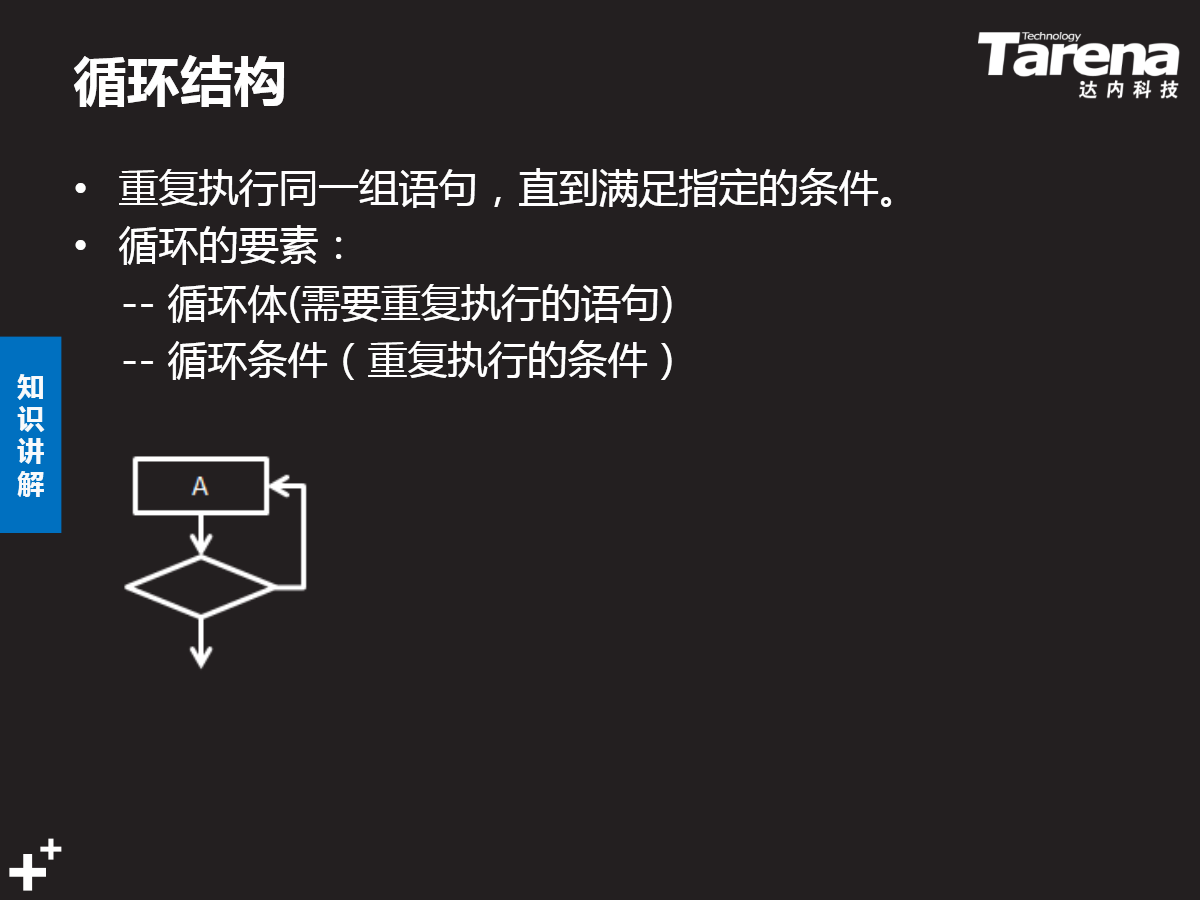 循环结构
Technology
Tarena
达内科技
• 重复执行同一组语句，直到满足指定的条件。
• 循环的要素：
-- 循环体(需要重复执行的语句)
-- 循环条件（重复执行的条件）
知识讲解
A